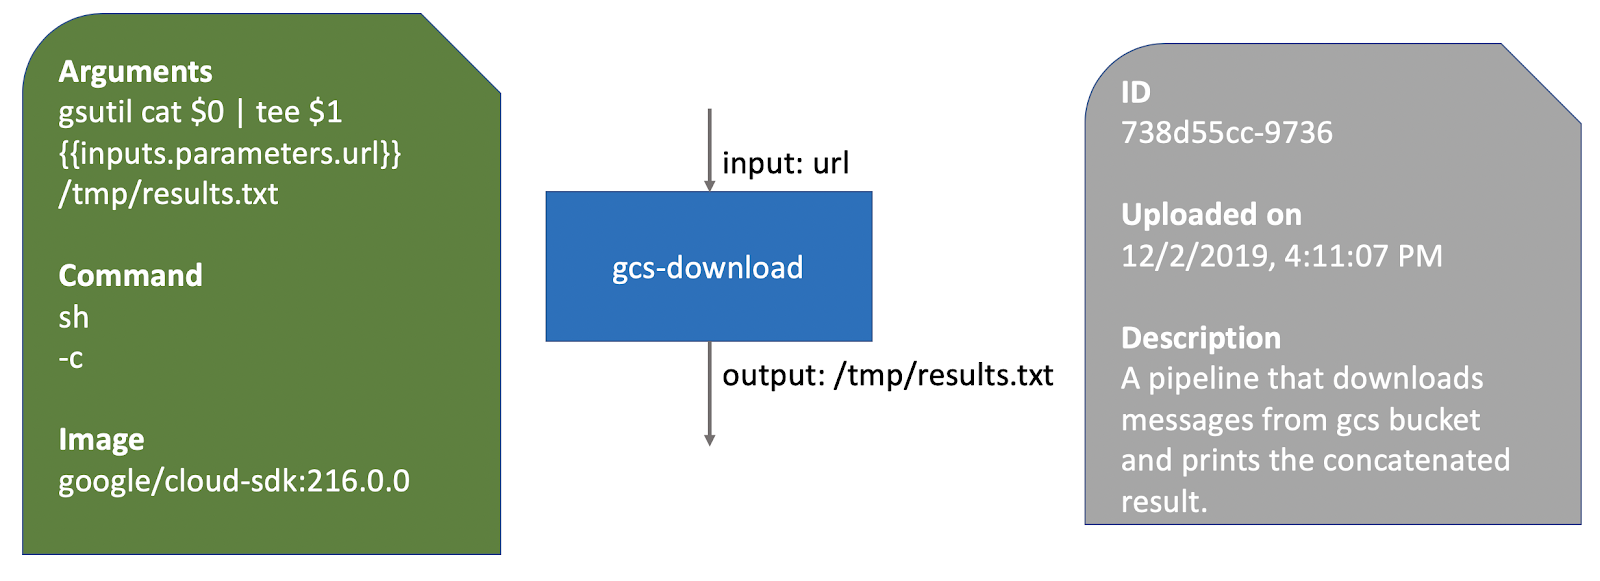 Arguments
gsutil cat $0 | tee $1
{{inputs.parameters.url}}
/tmp/results.txt
Command
sh
-c
Image
google/cloud-sdk:216.0.0
input: url
gcs-download
output: /tmp/results.txt
ID
738d55cc-9736
Uploaded on
12/2/2019, 4:11:07 PM
Description
A pipeline that downloads
messages from gcs bucket
and prints the concatenated
result.